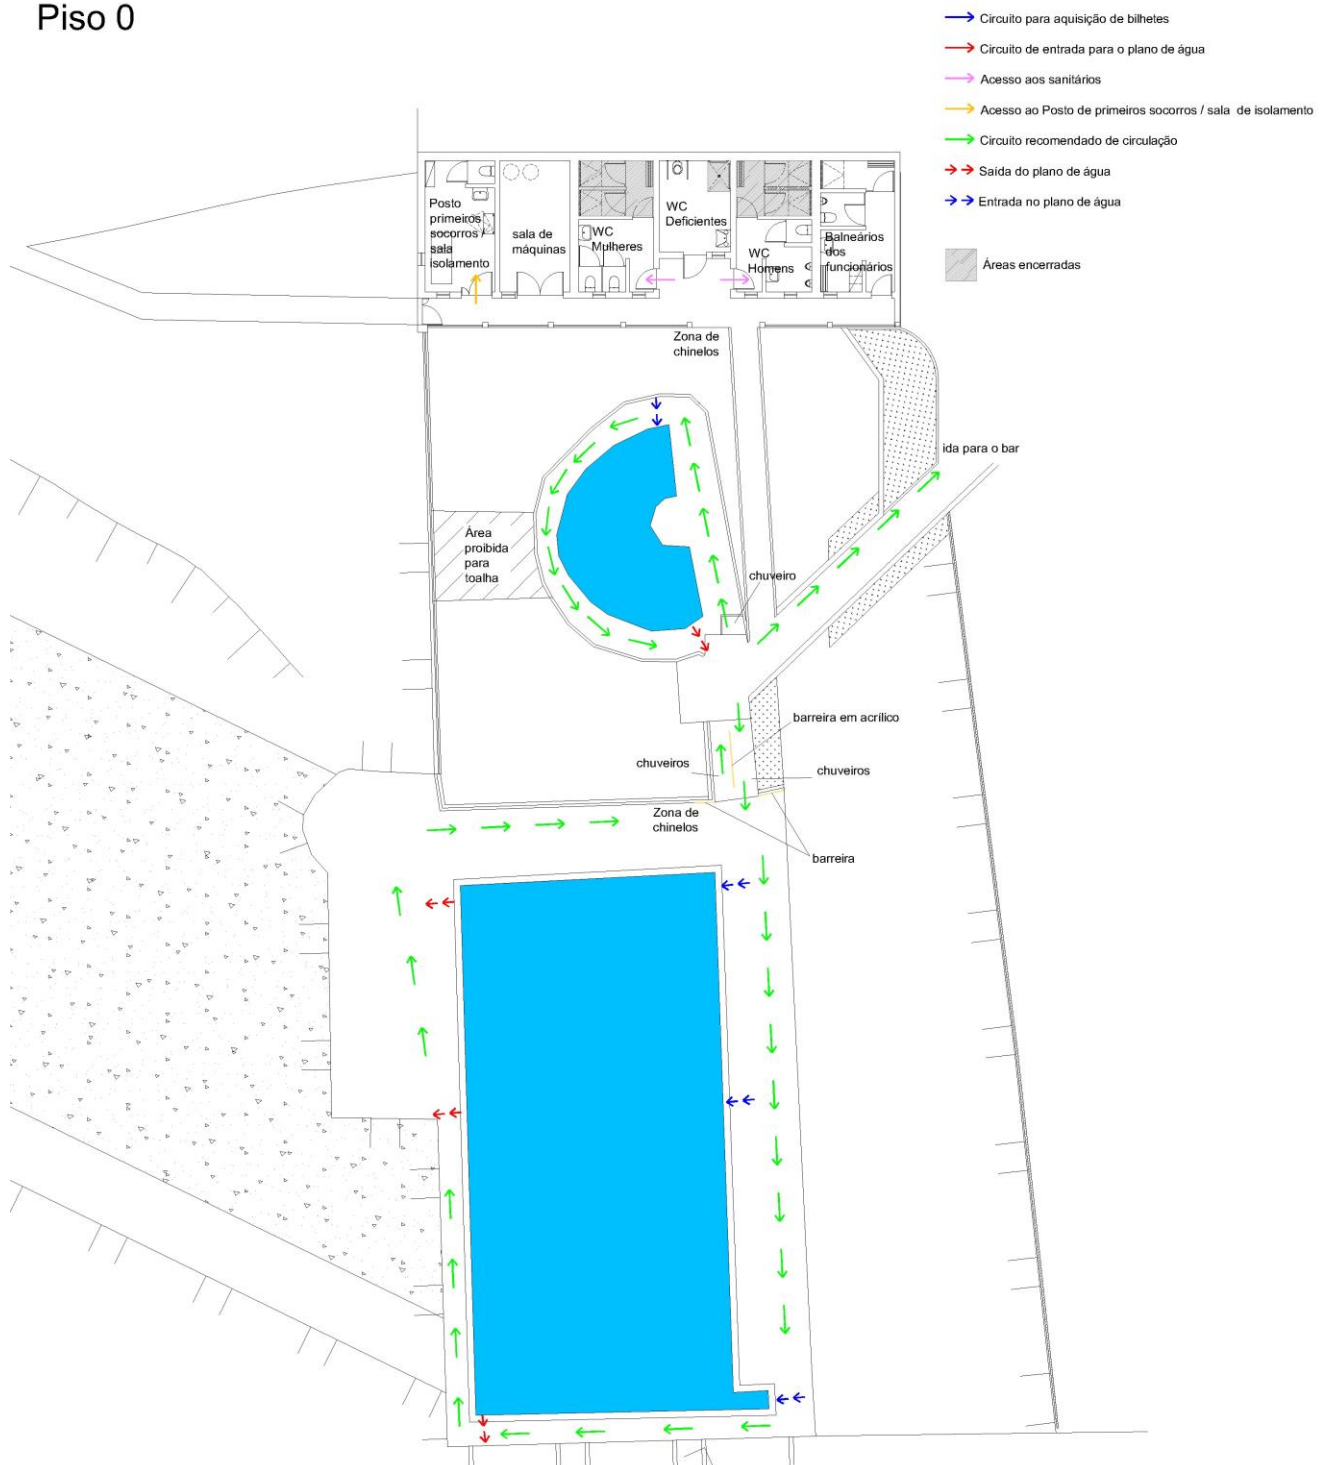 Piso 0
Circuito para aquisição de bilhetes
Circuito de entrada para o plano de água
Acesso aos sanitários
Acesso ao Posto de primeiros socorros / sala de isolamento
Circuito recomendado de circulação
Saída do plano de água
Entrada no plano de água
Áreas encerradas
Posto
primeiros
socorros /
sala
isolamento
sala de
máquinas
WC
Mulheres
WC
Deficientes
WC
Homens
Balneários
dos
funcionários
Zona de
chinelos
ida para o bar
Área
proibida
para
toalha
chuveiro
barreira em acrílico
chuveiros
chuveiros
Zona de
chinelos
barreira